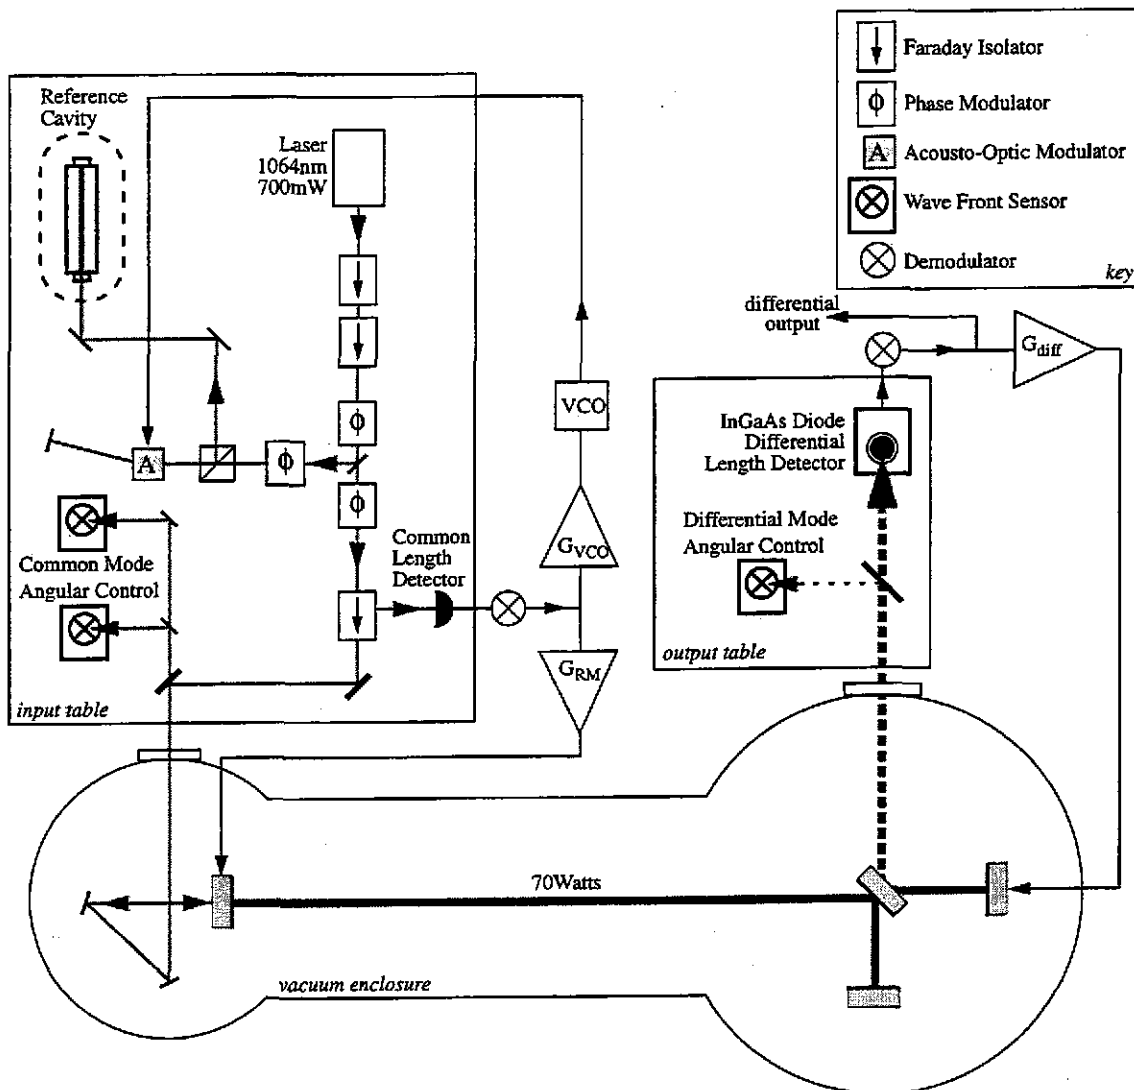 Reference
Cavity
Laser
1064nm
700mW
ϕ
ϕ
ϕ
A
Common Mode
Angular Control
Common
Length
Detector
input table
VCO
G_VCO
G_RM
Faraday Isolator
ϕ
Phase Modulator
A
Acousto-Optic Modulator
Wave Front Sensor
Demodulator
key
differential
output
G_diff
InGaAs Diode
Differential
Length Detector
Differential Mode
Angular Control
output table
70Watts
vacuum enclosure